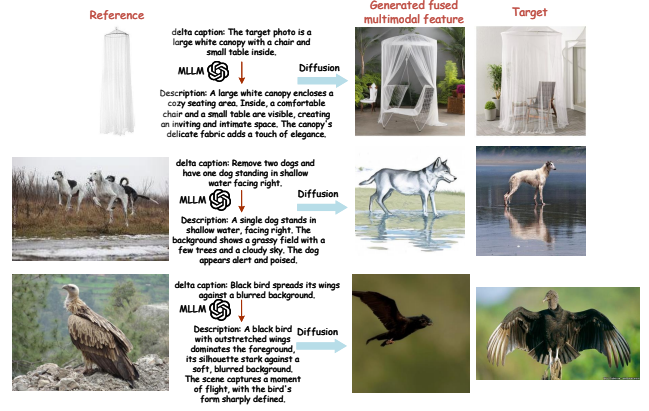 Reference
Generated fused
multimodal feature
Target
delta caption: The target photo is a
large white canopy with a chair and
small table inside.
MLLM
Diffusion
Description: A large white canopy encloses a
cozy seating area. Inside, a comfortable
chair and a small table are visible, creating
an inviting and intimate space. The canopy's
delicate fabric adds a touch of elegance.
delta caption: Remove two dogs and
have one dog standing in shallow
water facing right.
MLLM
Diffusion
Description: A single dog stands in
shallow water, facing right. The
background shows a grassy field with a
few trees and a cloudy sky. The dog
appears alert and poised.
delta caption: Black bird spreads its wings
against a blurred background.
MLLM
Diffusion
Description: A black bird
with outstretched wings
dominates the foreground,
its silhouette stark against a
soft, blurred background.
The scene captures a moment
of flight, with the bird's
form sharply defined.